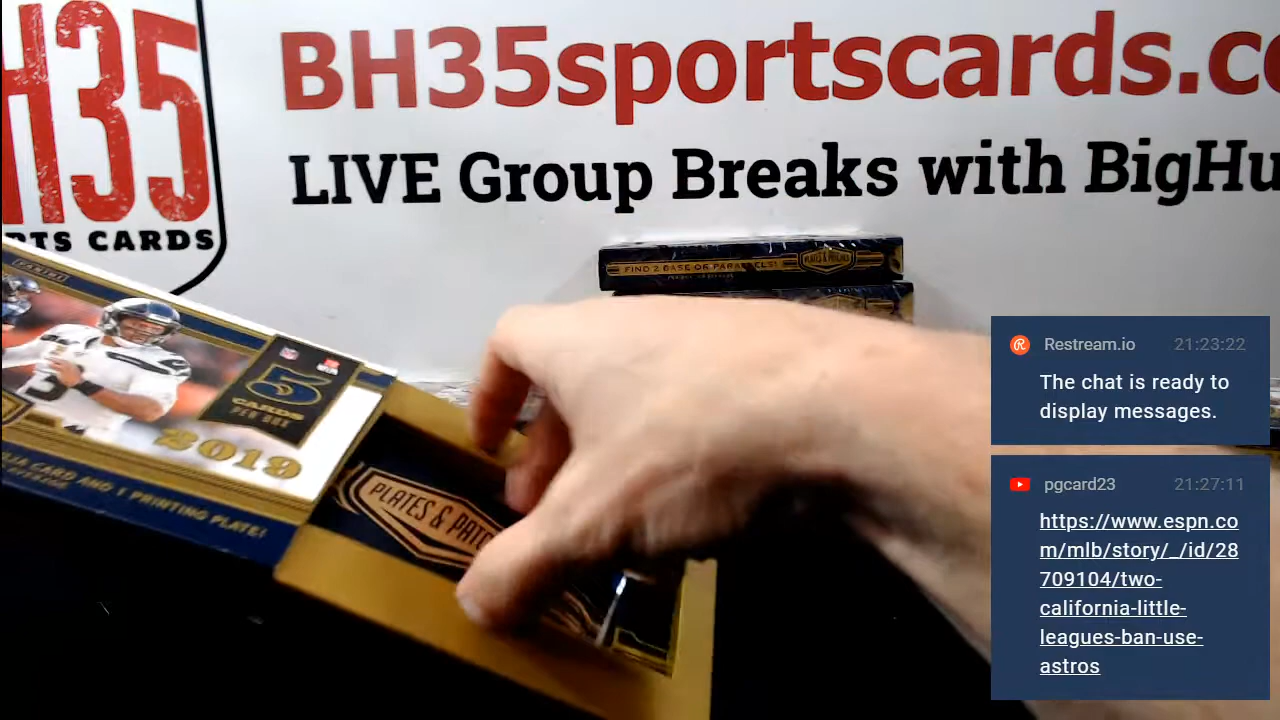 H35
RTS CARDS
BH35sportscards.c
LIVE Group Breaks with BigHu
FIND 2 BASE OR PARALLELS!
PLATES & PATCHES
PANINI
NFL
5
CARDS
PER BOX
2019
CARD AND 1 PRINTING PLATE!
PLATES & PATC
Restream.io 21:23:22
The chat is ready to
display messages.
pgcard23 21:27:11
https://www.espn.co
m/mlb/story/_/id/28
709104/two-
california-little-
leagues-ban-use-
astros